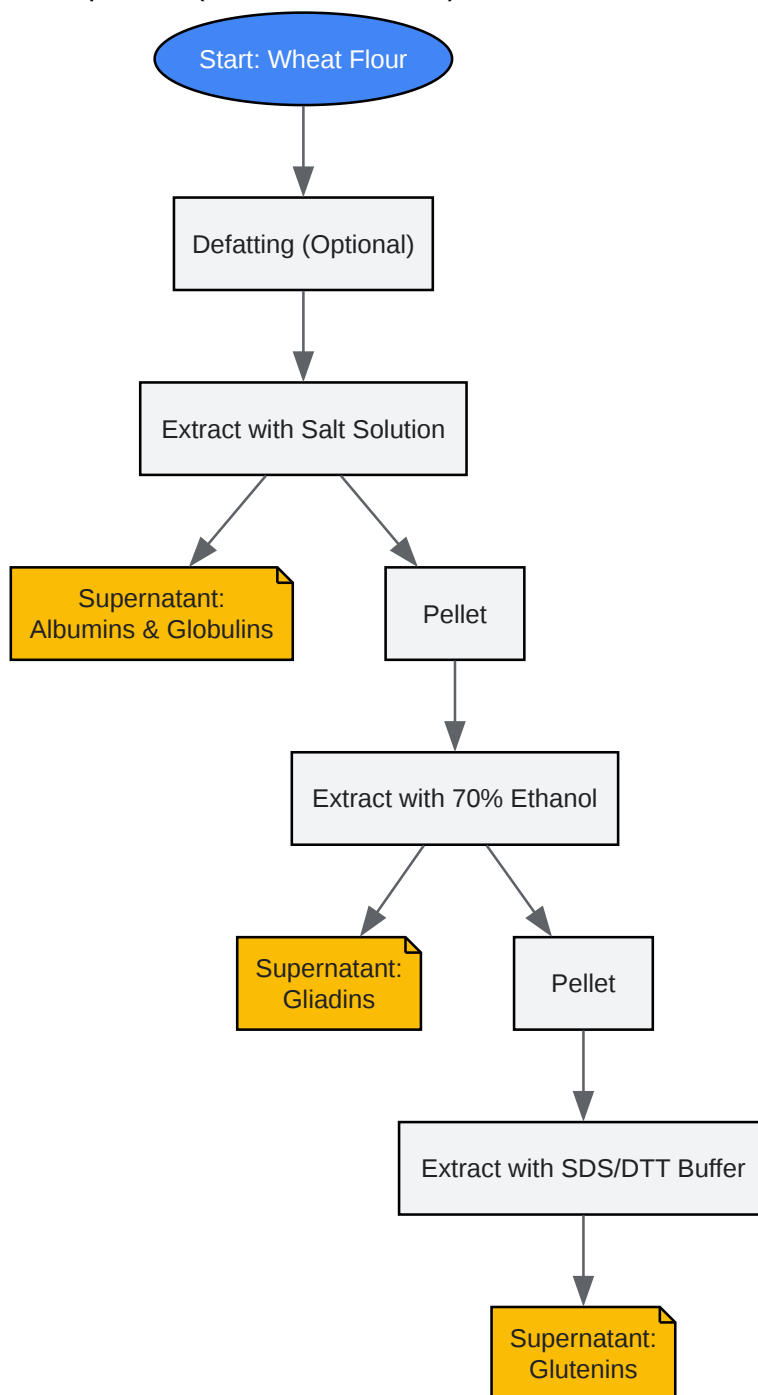 Start: Wheat Flour
Defatting (Optional)
Extract with Salt Solution
Supernatant:
Albumins & Globulins
Pellet
Extract with 70% Ethanol
Supernatant:
Gliadins
Pellet
Extract with SDS/DTT Buffer
Supernatant:
Glutenins